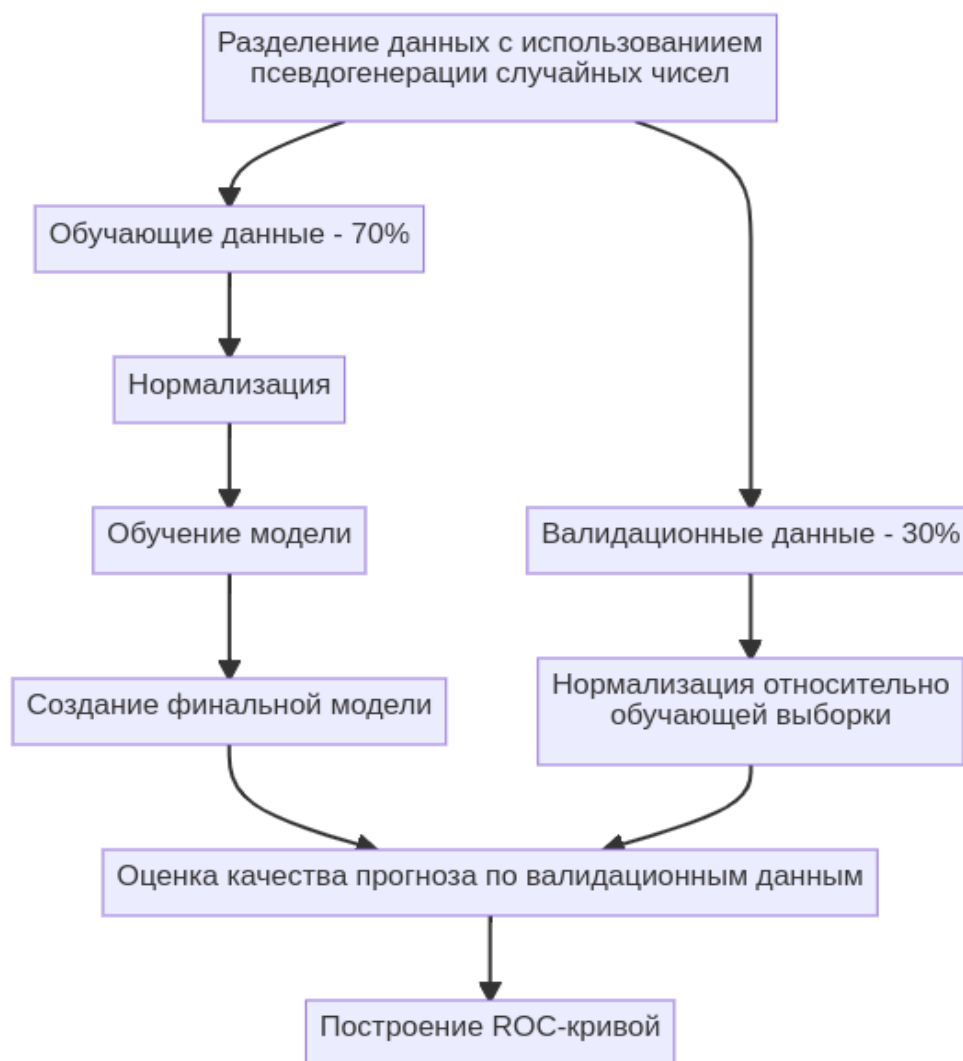 Разделение данных с использованиием
псевдогенерации случайных чисел
Обучающие данные - 70%
Нормализация
Обучение модели
Валидационные данные - 30%
Создание финальной модели
Нормализация относительно
обучающей выборки
Оценка качества прогноза по валидационным данным
Построение ROC-кривой